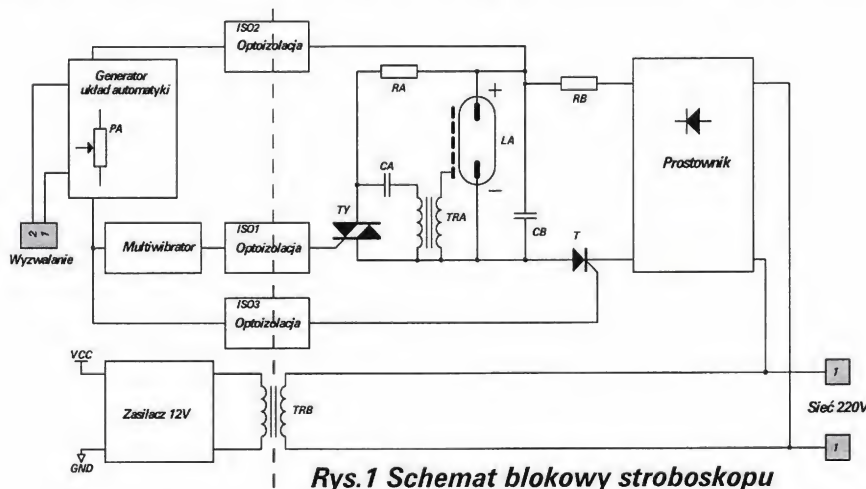 ISO2
Optoizolacja
Generator
układ automatyki
PA
RA
+
LA
-
RB
Prostownik
CA
TY
TRA
CB
T
2
1
Wyzwalanie
Multiwibrator
ISO1
Optoizolacja
ISO3
Optoizolacja
VCC
Zasilacz 12V
GND
TRB
1
Sieć 220V
1
Rys.1 Schemat blokowy stroboskopu